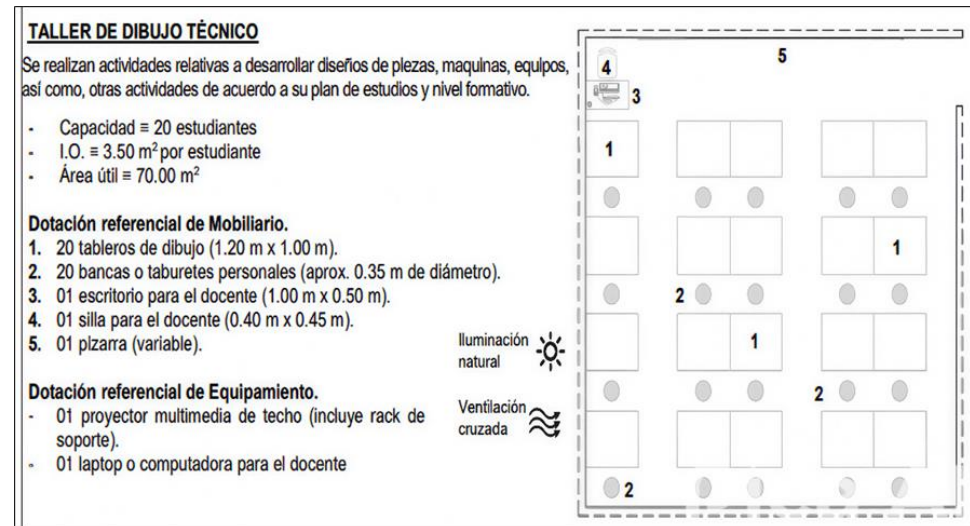 TALLER DE DIBUJO TÉCNICO
Se realizan actividades relativas a desarrollar diseños de piezas, maquinas, equipos,
así como, otras actividades de acuerdo a su plan de estudios y nivel formativo.
- Capacidad ≡ 20 estudiantes
- I.O. ≡ 3.50 m² por estudiante
- Área útil ≡ 70.00 m²
Dotación referencial de Mobiliario.
1. 20 tableros de dibujo (1.20 m x 1.00 m).
2. 20 bancas o taburetes personales (aprox. 0.35 m de diámetro).
3. 01 escritorio para el docente (1.00 m x 0.50 m).
4. 01 silla para el docente (0.40 m x 0.45 m).
5. 01 pizarra (variable).
Dotación referencial de Equipamiento.
- 01 proyector multimedia de techo (incluye rack de
soporte).
- 01 laptop o computadora para el docente
Iluminación
natural
Ventilación
cruzada
5
4
3
1
1
2
1
2
2